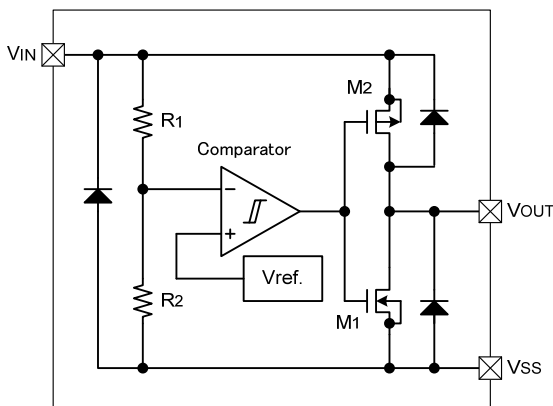 VIN
M2
R1
Comparator
−
+
VOUT
Vref.
R2
M1
VSS